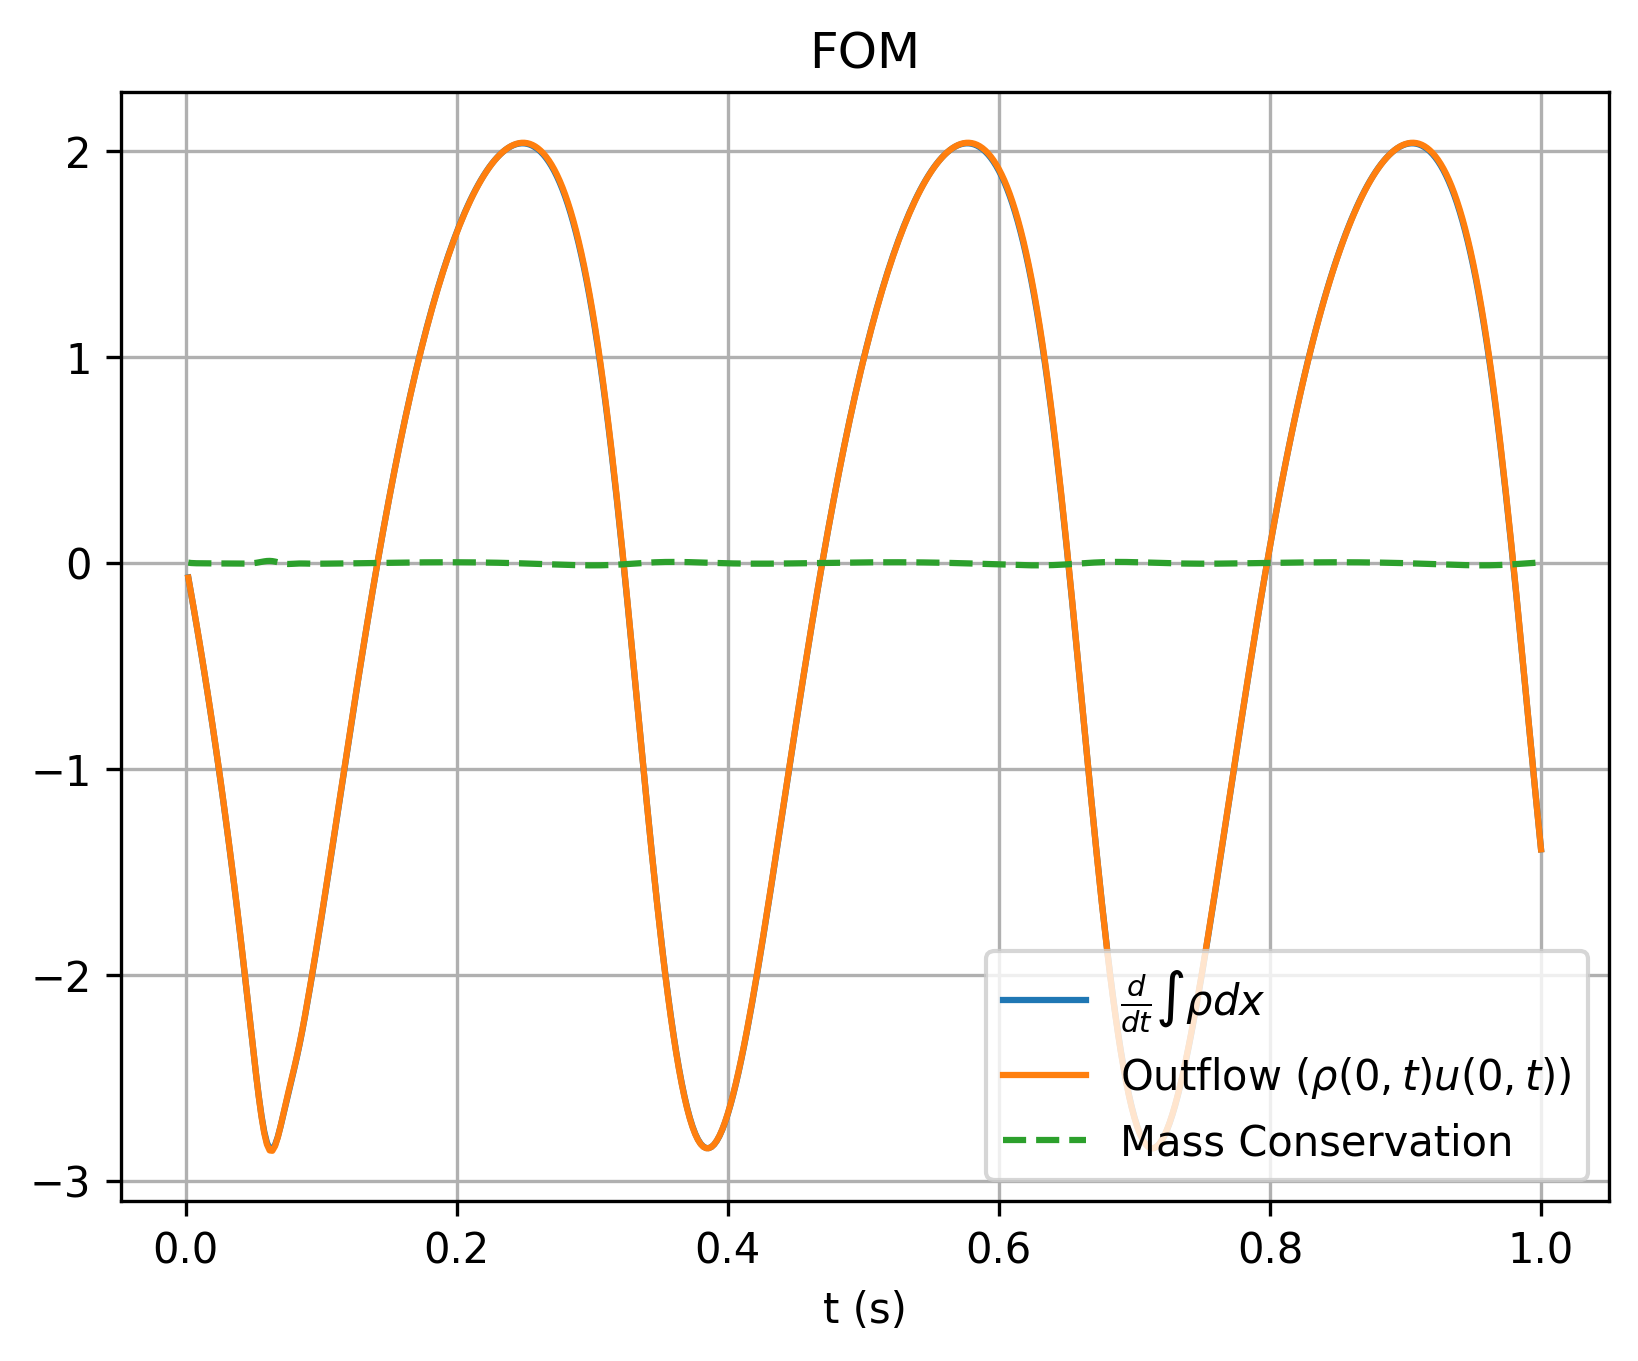 FOM
2
1
0
−1
−2
−3
d/dt ∫ρdx
Outflow (ρ(0, t)u(0, t))
Mass Conservation
0.0 0.2 0.4 0.6 0.8 1.0
t (s)